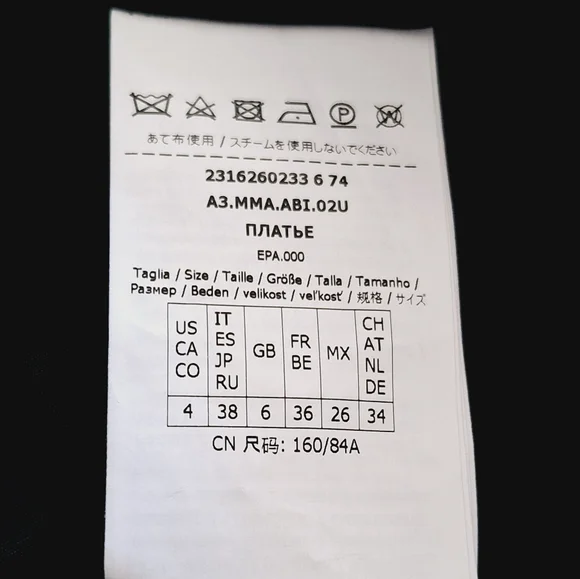 P W
あて布使用 / スチームを使用しないでください
2316260233 6 74
A3.MMA.ABI.02U
ПЛАТЬЕ
EPA.000
Taglia / Size / Taille / Größe / Talla / Tamanho /
Размер / Beden / velikost / veľkosť / 规格 / サイズ
US CA CO
IT ES JP RU
GB
FR BE
MX
CH AT NL DE
4 38 6 36 26 34
CN 尺码: 160/84A